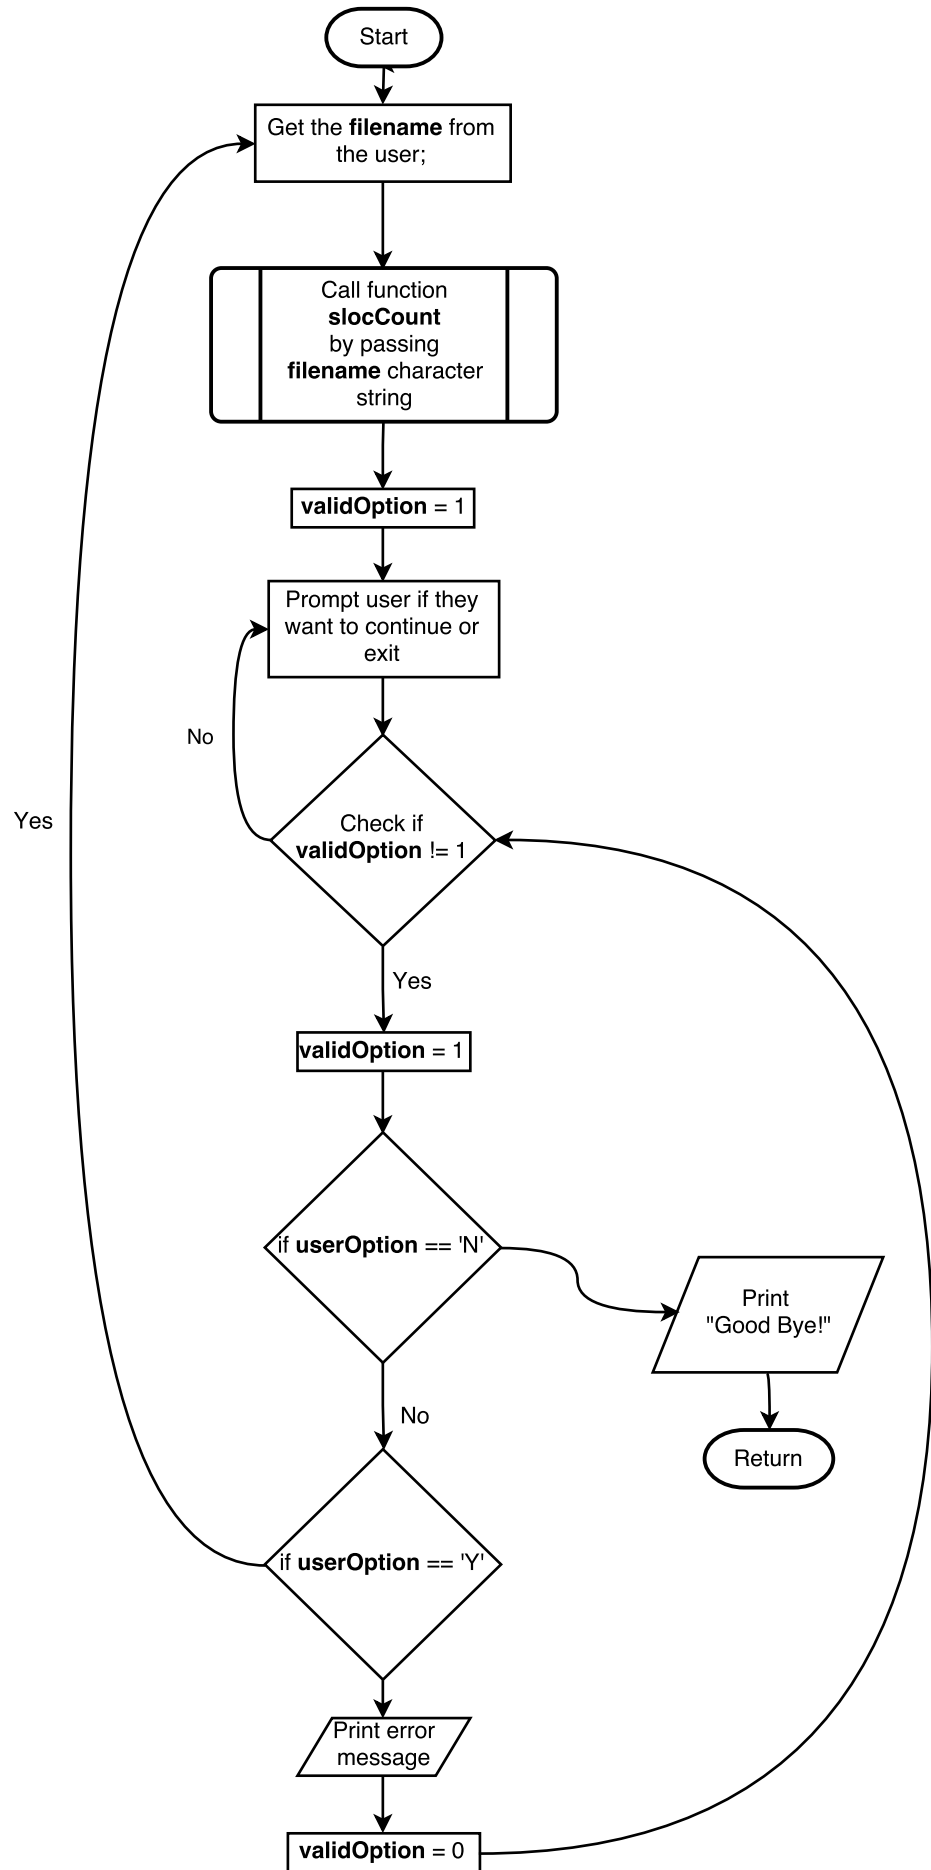 Start
Get the filename from
the user;
Call function
slocCount
by passing
filename character
string
validOption = 1
Prompt user if they
want to continue or
exit
No
Yes
Check if
validOption != 1
Yes
validOption = 1
if userOption == 'N'
Print
"Good Bye!"
No
Return
if userOption == 'Y'
Print error
message
validOption = 0